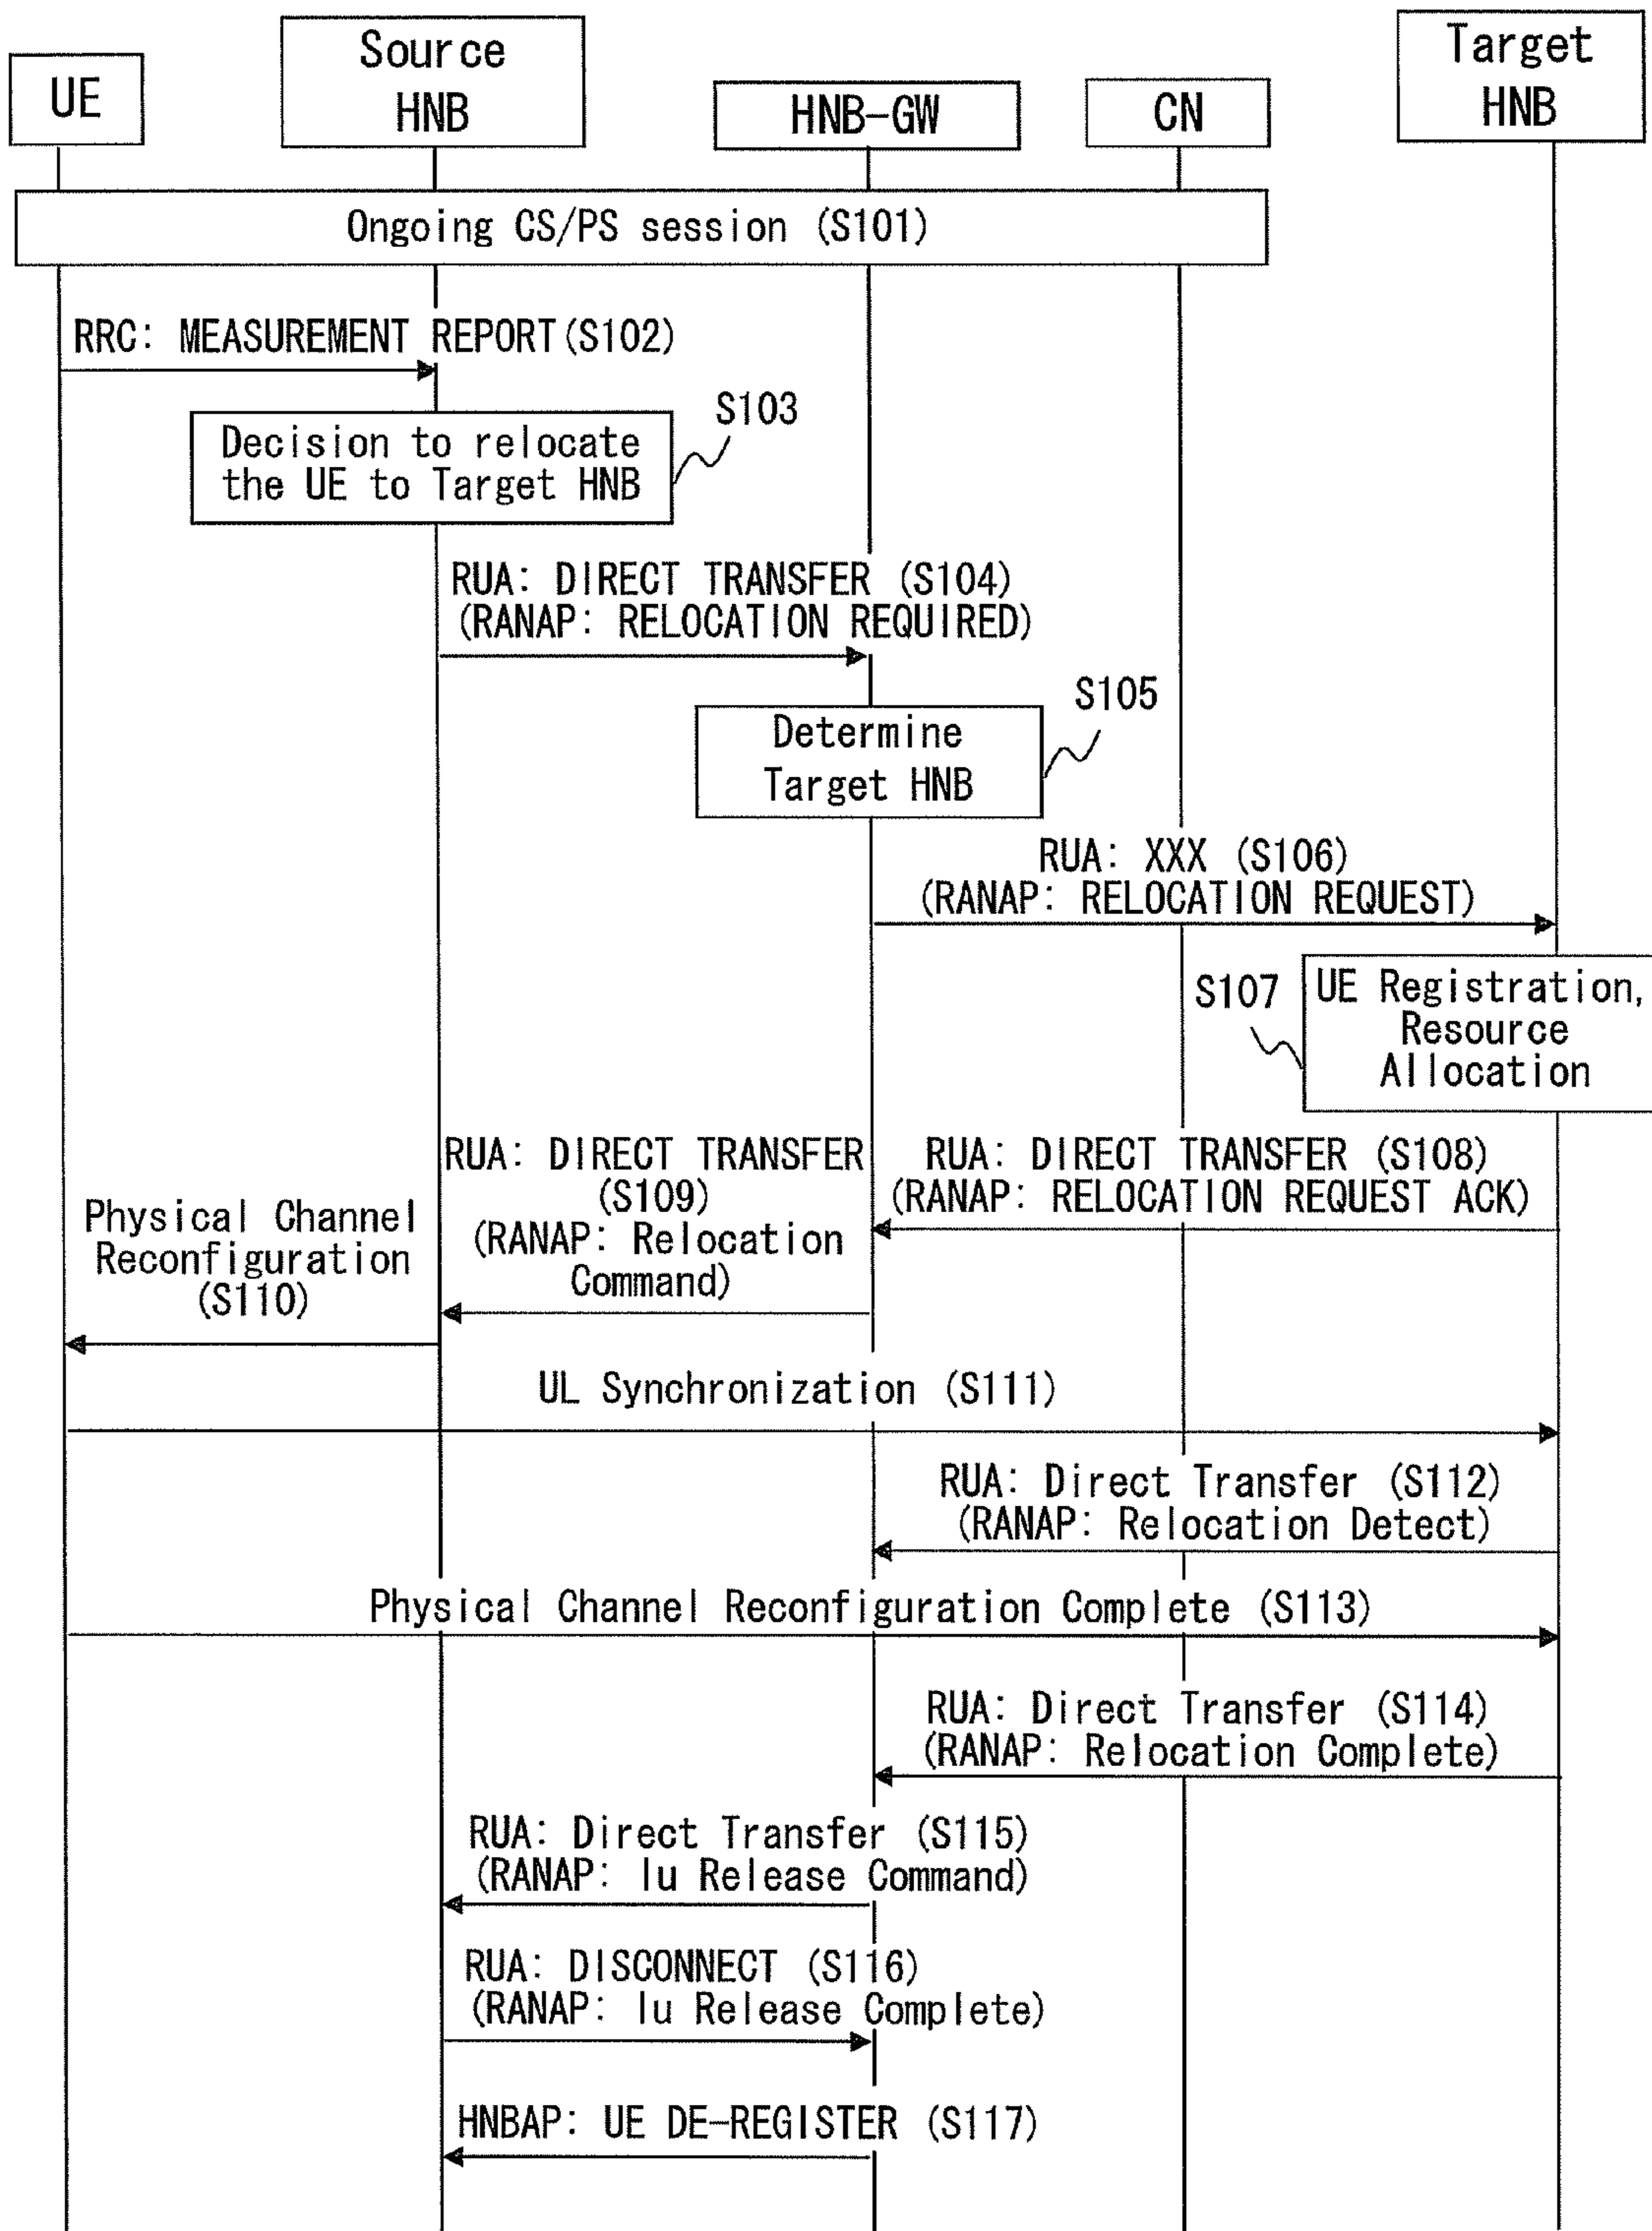 UE
Source
HNB
HNB-GW
CN
Target
HNB
Ongoing CS/PS session (S101)
RRC: MEASUREMENT REPORT(S102)
S103
Decision to relocate
the UE to Target HNB
RUA: DIRECT TRANSFER (S104)
(RANAP: RELOCATION REQUIRED)
S105
Determine
Target HNB
RUA: XXX (S106)
(RANAP: RELOCATION REQUEST)
S107
UE Registration,
Resource
Allocation
RUA: DIRECT TRANSFER
(S109)
(RANAP: Relocation
Command)
RUA: DIRECT TRANSFER (S108)
(RANAP: RELOCATION REQUEST ACK)
Physical Channel
Reconfiguration
(S110)
UL Synchronization (S111)
RUA: Direct Transfer (S112)
(RANAP: Relocation Detect)
Physical Channel Reconfiguration Complete (S113)
RUA: Direct Transfer (S114)
(RANAP: Relocation Complete)
RUA: Direct Transfer (S115)
(RANAP: Iu Release Command)
RUA: DISCONNECT (S116)
(RANAP: Iu Release Complete)
HNBAP: UE DE-REGISTER (S117)